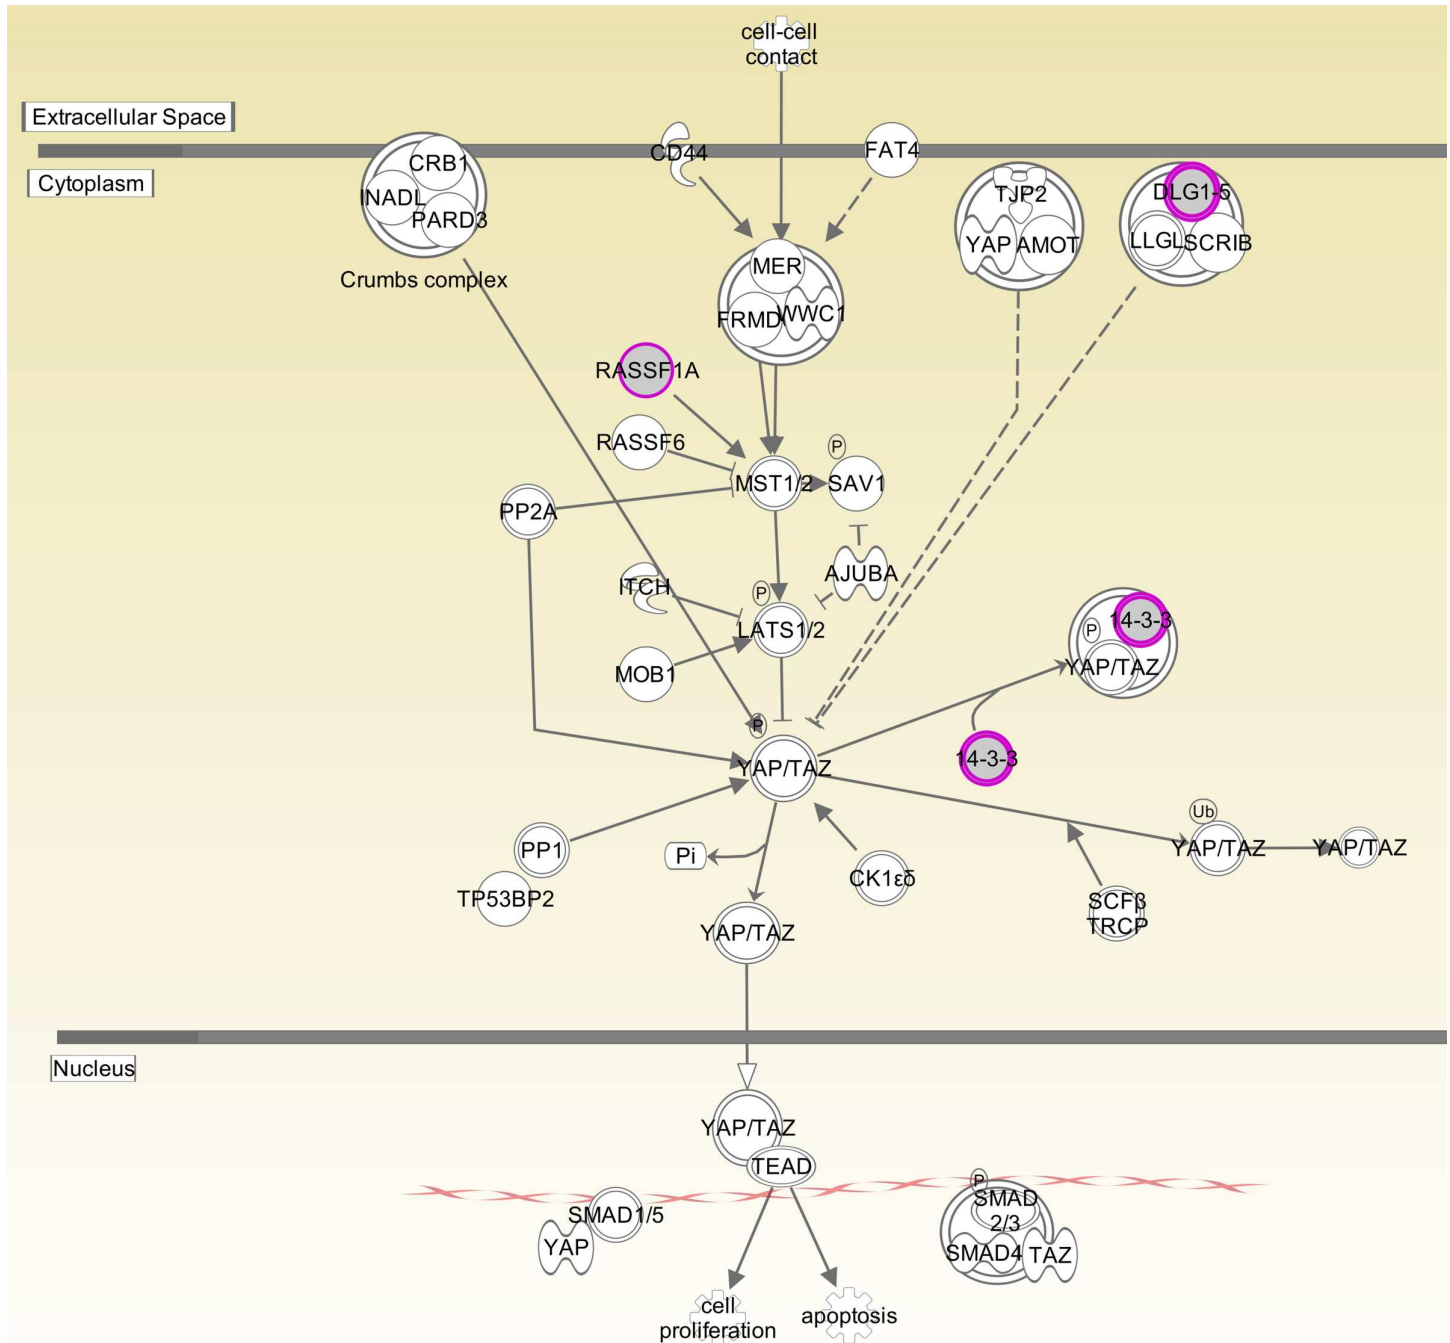 cell-cell
contact
Extracellular Space
Cytoplasm
CRB1
INADL
PARD3
Crumbs complex
CD44
FAT4
TJP2
YAP
AMOT
DLG1-5
LLGL
SCRIB
MER
FRMD
WWC1
RASSF1A
RASSF6
P
MST1/2
SAV1
PP2A
ITCH
P
AJUBA
LATS1/2
MOB1
14-3-3
P
YAP/TAZ
P
YAP/TAZ
14-3-3
PP1
TP53BP2
Pi
CK1εδ
Ub
YAP/TAZ
YAP/TAZ
SCFβ
TRCP
YAP/TAZ
Nucleus
YAP/TAZ
TEAD
SMAD1/5
YAP
P
SMAD
2/3
SMAD4
TAZ
cell
proliferation
apoptosis